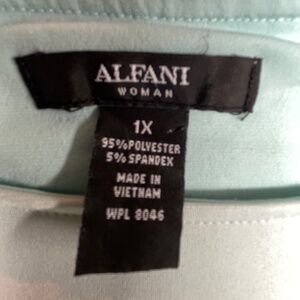 ALFANI
WOMAN
1X
95%POLYESTER
5% SPANDEX
MADE IN
VIETNAM
WPL 8046